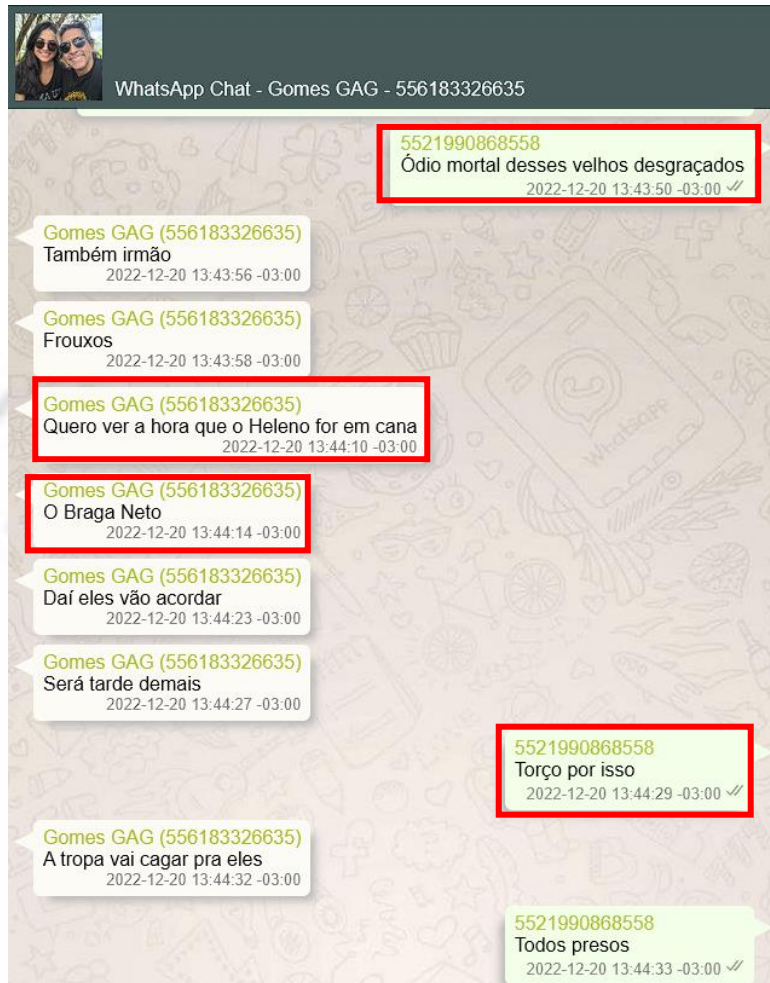 WhatsApp Chat - Gomes GAG - 556183326635
5521990868558
Ódio mortal desses velhos desgraçados
2022-12-20 13:43:50 -03:00
Gomes GAG (556183326635)
Também irmão
2022-12-20 13:43:56 -03:00
Gomes GAG (556183326635)
Frouxos
2022-12-20 13:43:58 -03:00
Gomes GAG (556183326635)
Quero ver a hora que o Heleno for em cana
2022-12-20 13:44:10 -03:00
Gomes GAG (556183326635)
O Braga Neto
2022-12-20 13:44:14 -03:00
Gomes GAG (556183326635)
Daí eles vão acordar
2022-12-20 13:44:23 -03:00
Gomes GAG (556183326635)
Será tarde demais
2022-12-20 13:44:27 -03:00
5521990868558
Torço por isso
2022-12-20 13:44:29 -03:00
Gomes GAG (556183326635)
A tropa vai cagar pra eles
2022-12-20 13:44:32 -03:00
5521990868558
Todos presos
2022-12-20 13:44:33 -03:00